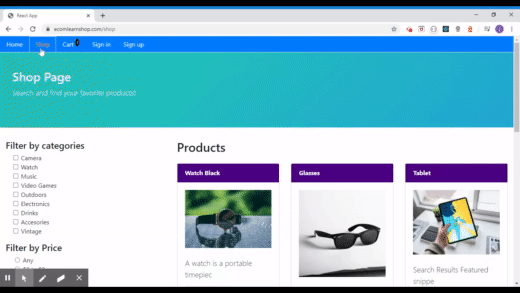 React App
ecomlearnshop.com/shop
Home
Shop
Cart
Sign in
Sign up
Shop Page
Search and find your favorite products!
Filter by categories
Camera
Watch
Music
Video Games
Outdoors
Electronics
Drinks
Accesories
Vintage
Filter by Price
Any
Products
Watch Black
A watch is a portable
timepiec
Glasses
Tablet
Search Results Featured
snippe